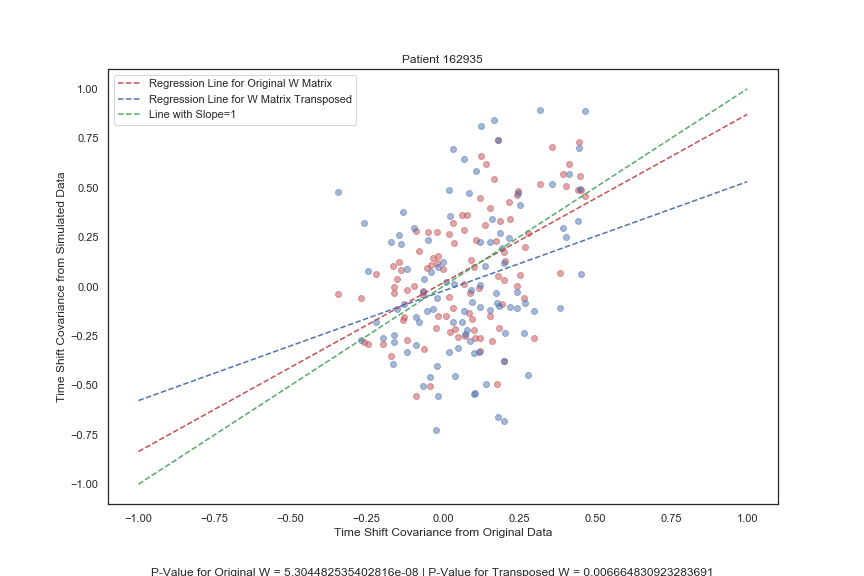 Patient 162935
Regression Line for Original W Matrix
Regression Line for W Matrix Transposed
Line with Slope=1
Time Shift Covariance from Simulated Data
1.00
0.75
0.50
0.25
0.00
−0.25
−0.50
−0.75
−1.00
−1.00 −0.75 −0.50 −0.25 0.00 0.25 0.50 0.75 1.00
Time Shift Covariance from Original Data
P-Value for Original W = 5.304482535402816e-08 | P-Value for Transposed W = 0.006664830923283691